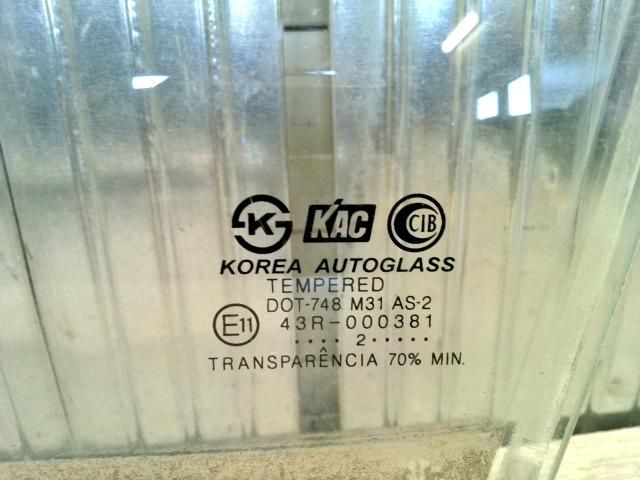 K KAC CIB
KOREA AUTOGLASS
TEMPERED
DOT-748 M31 AS-2
E11 43R-000381
.... 2 .....
TRANSPARÊNCIA 70% MIN.